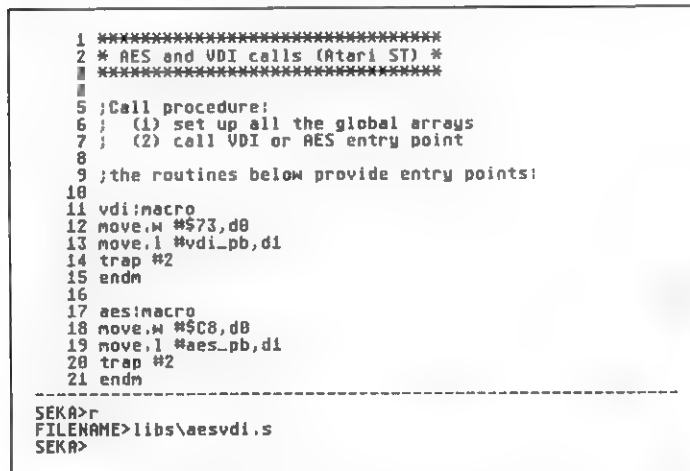 1 *********************************
2 * AES and VDI calls (Atari ST) *
*********************************
5 ;Call procedure:
6 ;  (1) set up all the global arrays
7 ;  (2) call VDI or AES entry point
8
9 ;the routines below provide entry points:
10
11 vdi:macro
12 move.w #$73,d0
13 move.l #vdi_pb,d1
14 trap #2
15 endm
16
17 aes:macro
18 move.w #$C8,d0
19 move.l #aes_pb,d1
20 trap #2
21 endm
SEKA>r
FILENAME>libs\aesvdi.s
SEKA>